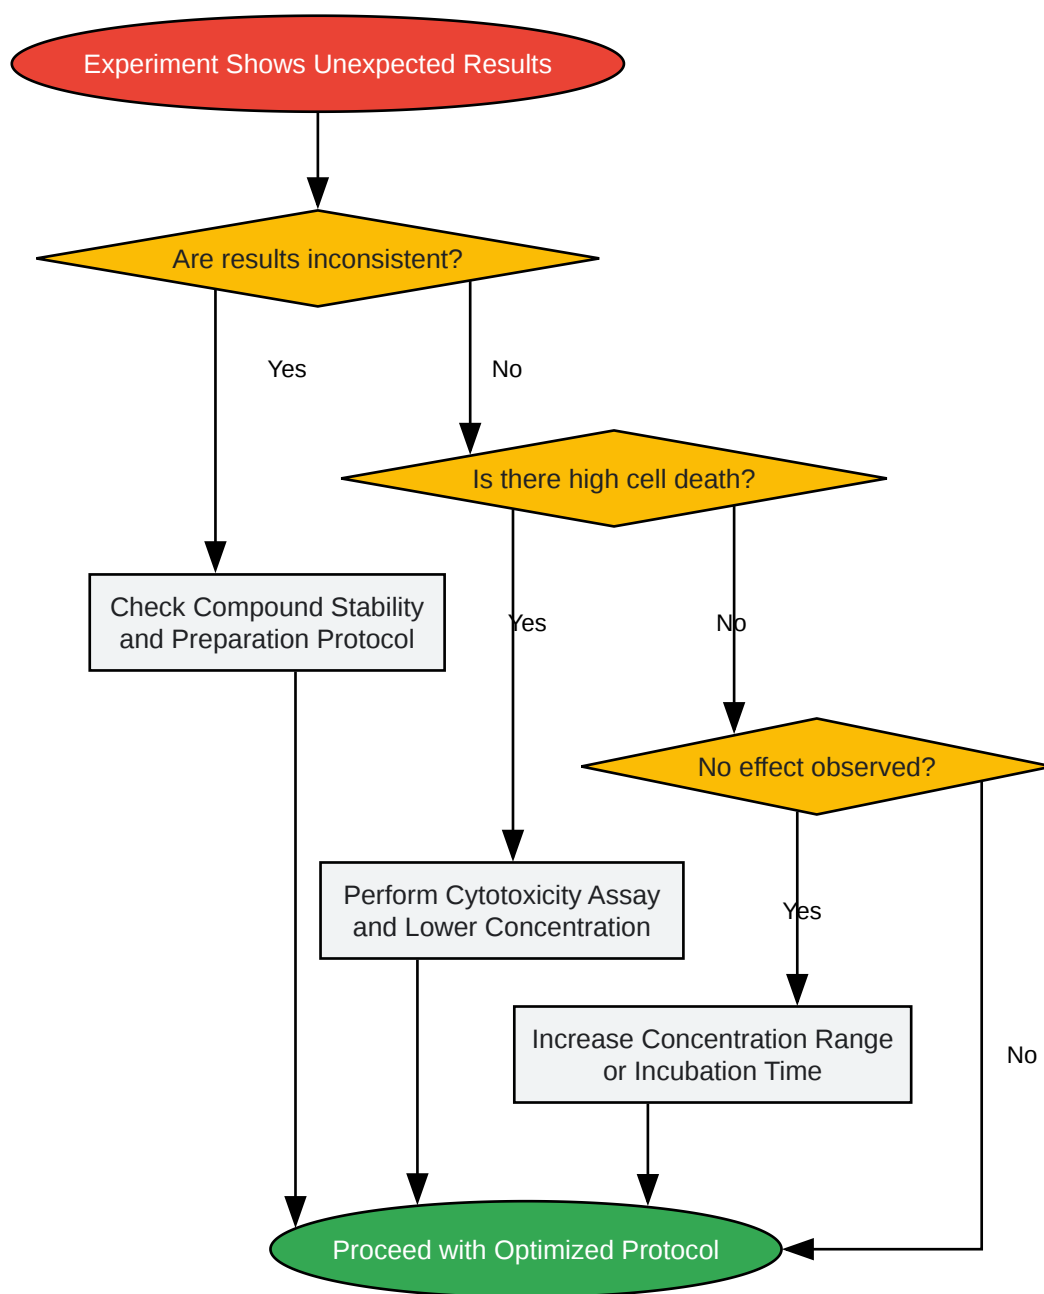 Experiment Shows Unexpected Results
Are results inconsistent?
Yes
No
Is there high cell death?
Check Compound Stability
and Preparation Protocol
Yes
No
No effect observed?
Perform Cytotoxicity Assay
and Lower Concentration
Yes
Increase Concentration Range
or Incubation Time
No
Proceed with Optimized Protocol